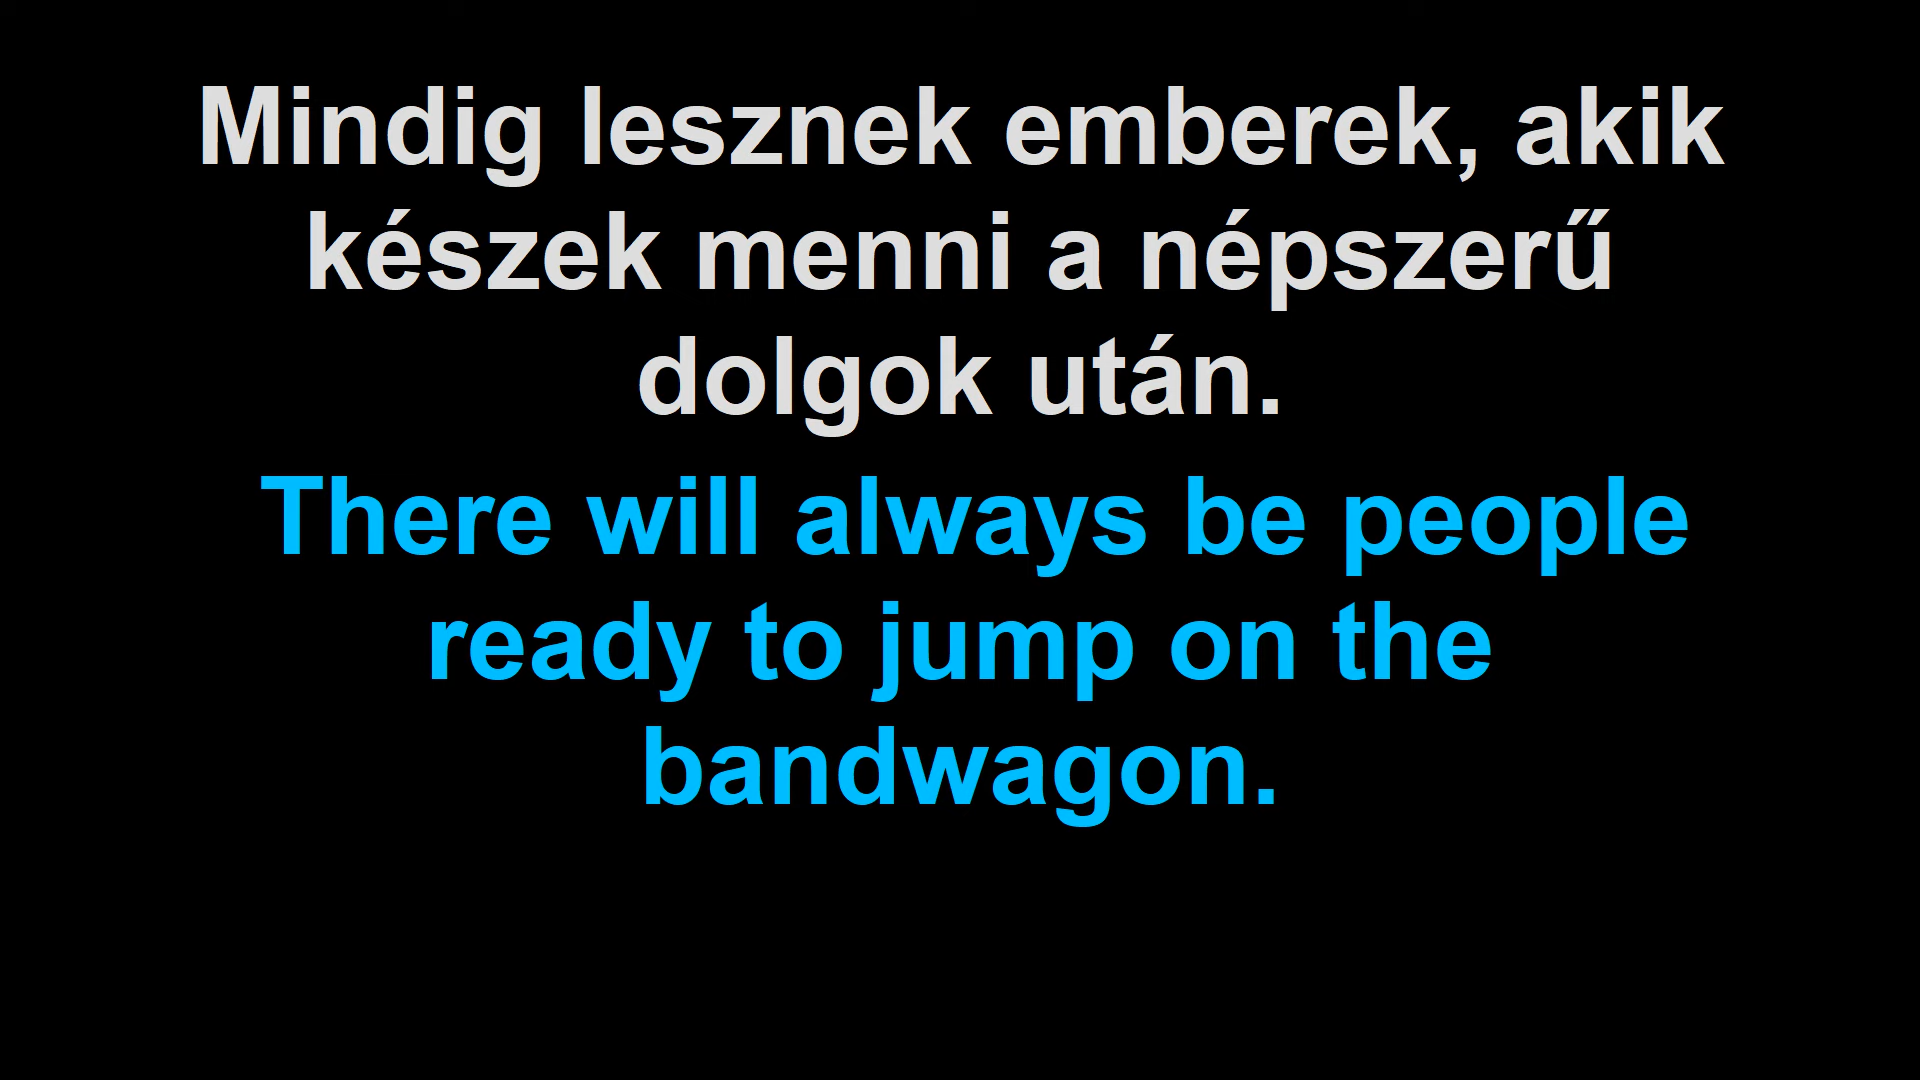 Mindig lesznek emberek, akik
készek menni a népszerű
dolgok után.
There will always be people
ready to jump on the
bandwagon.